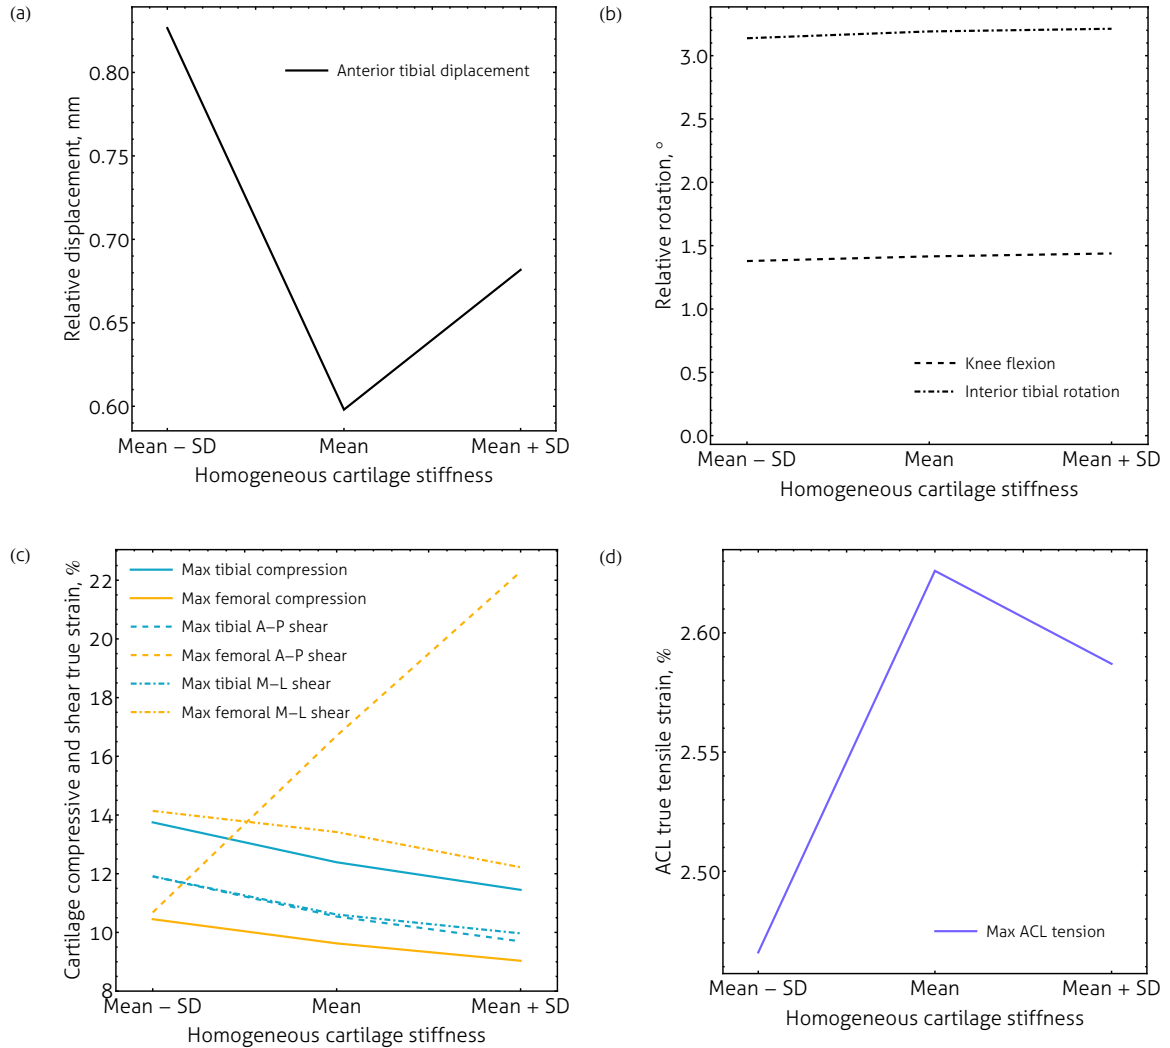 (a)
0.80
0.75
0.70
0.65
0.60
Relative displacement, mm
Anterior tibial diplacement
Mean – SD
Mean
Mean + SD
Homogeneous cartilage stiffness
(b)
3.0
2.5
2.0
1.5
1.0
0.5
0.0
Relative rotation, °
Knee flexion
Interior tibial rotation
Mean – SD
Mean
Mean + SD
Homogeneous cartilage stiffness
(c)
22
20
18
16
14
12
10
8
Cartilage compressive and shear true strain, %
Max tibial compression
Max femoral compression
Max tibial A–P shear
Max femoral A–P shear
Max tibial M–L shear
Max femoral M–L shear
Mean – SD
Mean
Mean + SD
Homogeneous cartilage stiffness
(d)
2.60
2.55
2.50
ACL true tensile strain, %
Max ACL tension
Mean – SD
Mean
Mean + SD
Homogeneous cartilage stiffness